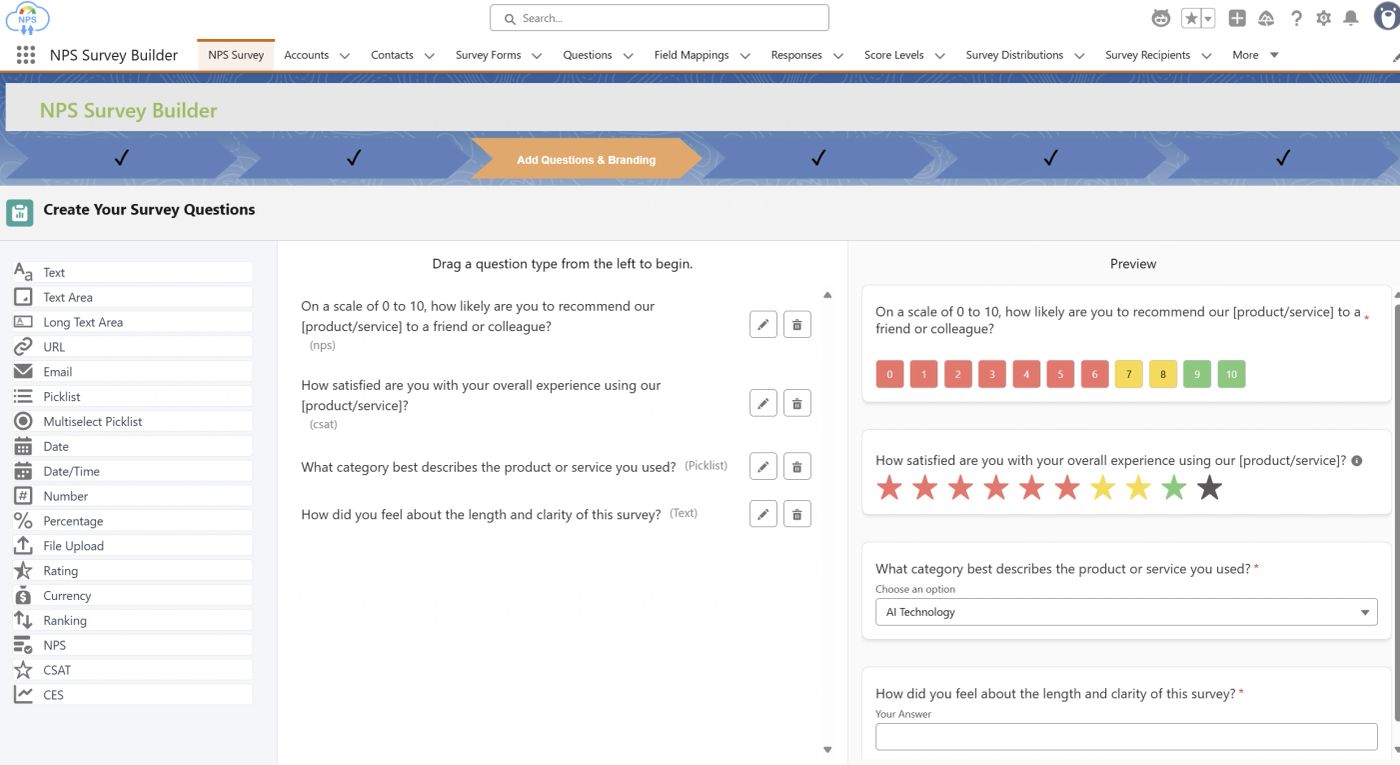 NPS
Search...
NPS Survey Builder
NPS Survey
Accounts
Contacts
Survey Forms
Questions
Field Mappings
Responses
Score Levels
Survey Distributions
Survey Recipients
More
NPS Survey Builder
Add Questions & Branding
Create Your Survey Questions
Text
Text Area
Long Text Area
URL
Email
Picklist
Multiselect Picklist
Date
Date/Time
Number
Percentage
File Upload
Rating
Currency
Ranking
NPS
CSAT
CES
Drag a question type from the left to begin.
On a scale of 0 to 10, how likely are you to recommend our
[product/service] to a friend or colleague?
(nps)
How satisfied are you with your overall experience using our
[product/service]?
(csat)
What category best describes the product or service you used? (Picklist)
How did you feel about the length and clarity of this survey? (Text)
Preview
On a scale of 0 to 10, how likely are you to recommend our [product/service] to a *
friend or colleague?
0 1 2 3 4 5 6 7 8 9 10
How satisfied are you with your overall experience using our [product/service]?
What category best describes the product or service you used? *
Choose an option
AI Technology
How did you feel about the length and clarity of this survey? *
Your Answer